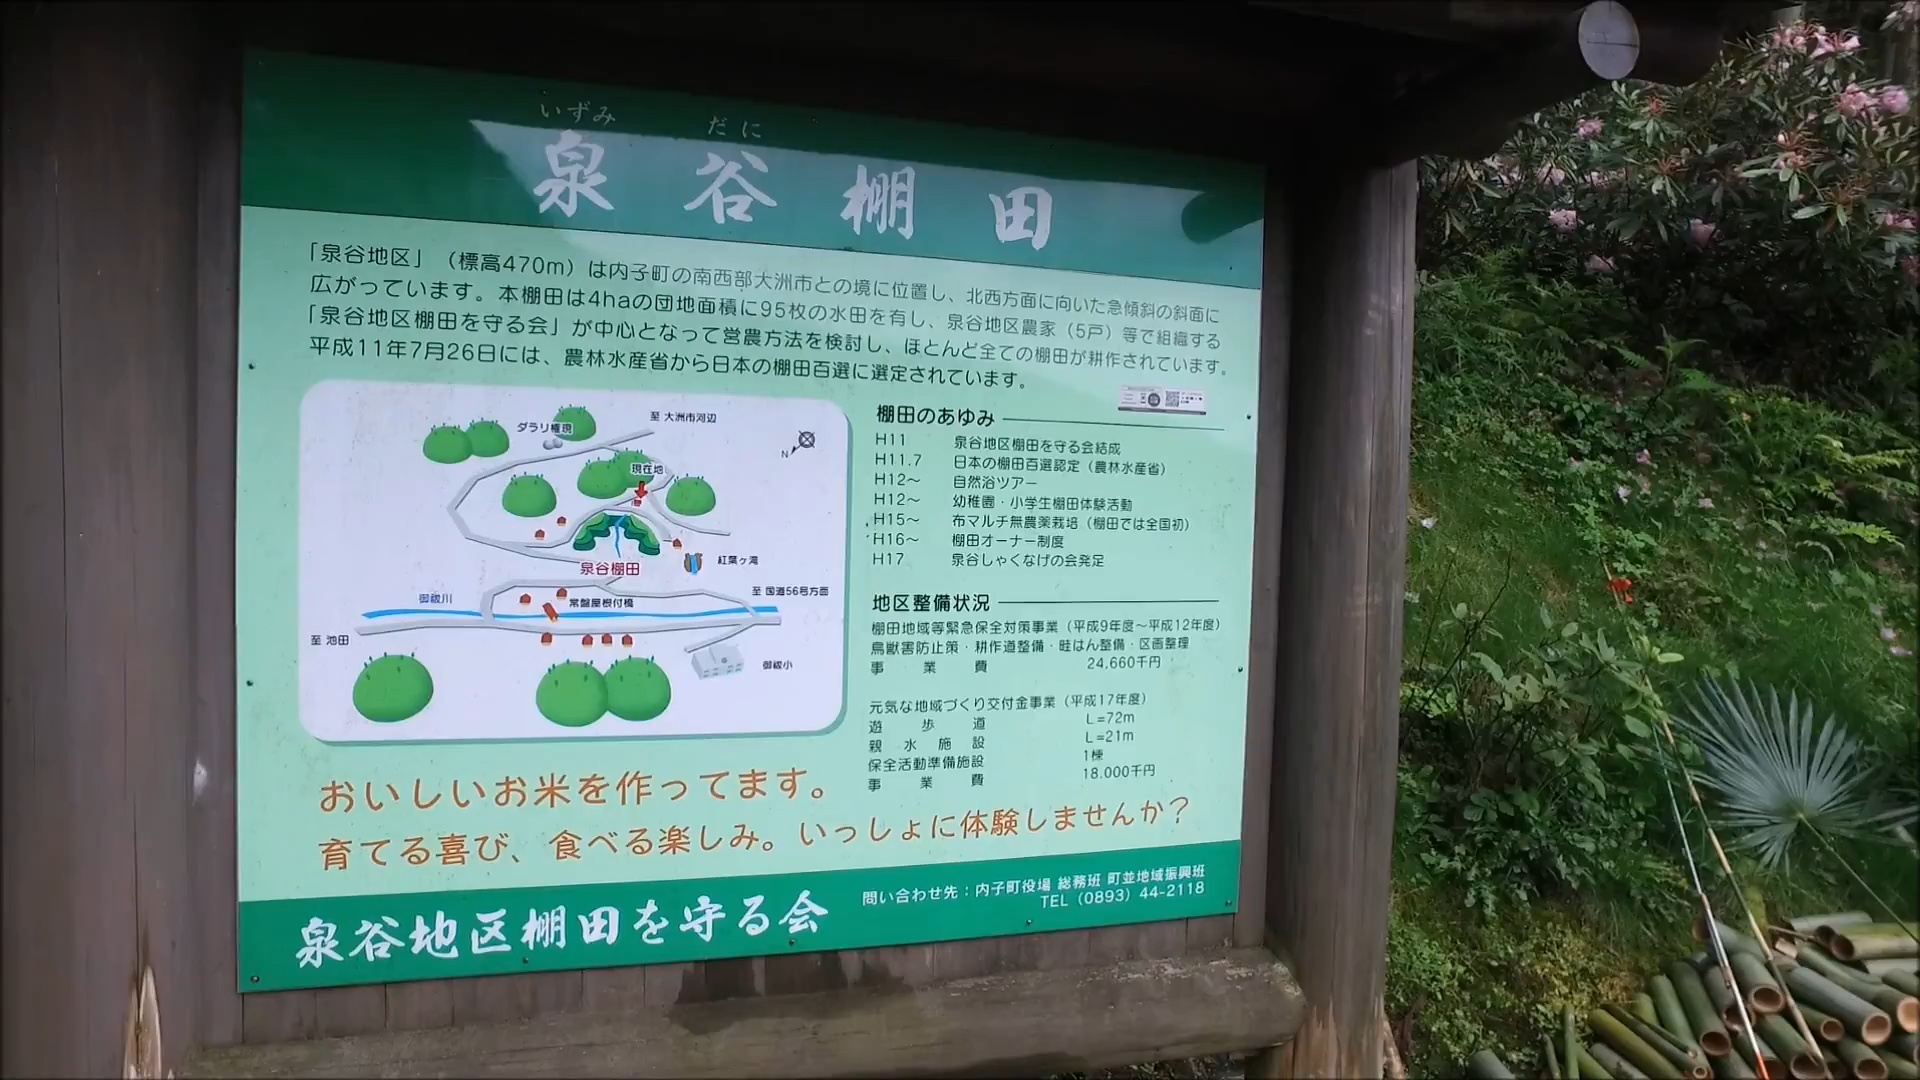 いずみ だに
泉谷棚田
「泉谷地区」（標高470m）は内子町の南西部大洲市との境に位置し、北西方面に向いた急傾斜の斜面に
広がっています。本棚田は4haの団地面積に95枚の水田を有し、泉谷地区農家（5戸）等で組織する
「泉谷地区棚田を守る会」が中心となって営農方法を検討し、ほとんど全ての棚田が耕作されています。
平成11年7月26日には、農林水産省から日本の棚田百選に選定されています。
至 大洲市河辺
ダラリ権現
N
現在地
泉谷棚田
紅葉ヶ滝
至 国道56号方面
御祓川
常盤屋根付橋
至 池田
御祓小
棚田のあゆみ
H11 泉谷地区棚田を守る会結成
H11.7 日本の棚田百選認定（農林水産省）
H12～ 自然浴ツアー
H12～ 幼稚園・小学生棚田体験活動
H15～ 布マルチ無農薬栽培（棚田では全国初）
H16～ 棚田オーナー制度
H17 泉谷しゃくなげの会発足
地区整備状況
棚田地域等緊急保全対策事業（平成9年度～平成12年度）
鳥獣害防止策・耕作道整備・畦はん整備・区画整理
事業費 24,660千円
元気な地域づくり交付金事業（平成17年度）
遊歩道 L=72m
親水施設 L=21m
保全活動準備施設 1棟
事業費 18.000千円
おいしいお米を作ってます。
育てる喜び、食べる楽しみ。いっしょに体験しませんか？
泉谷地区棚田を守る会
問い合わせ先：内子町役場 総務班 町並地域振興班
TEL（0893）44-2118